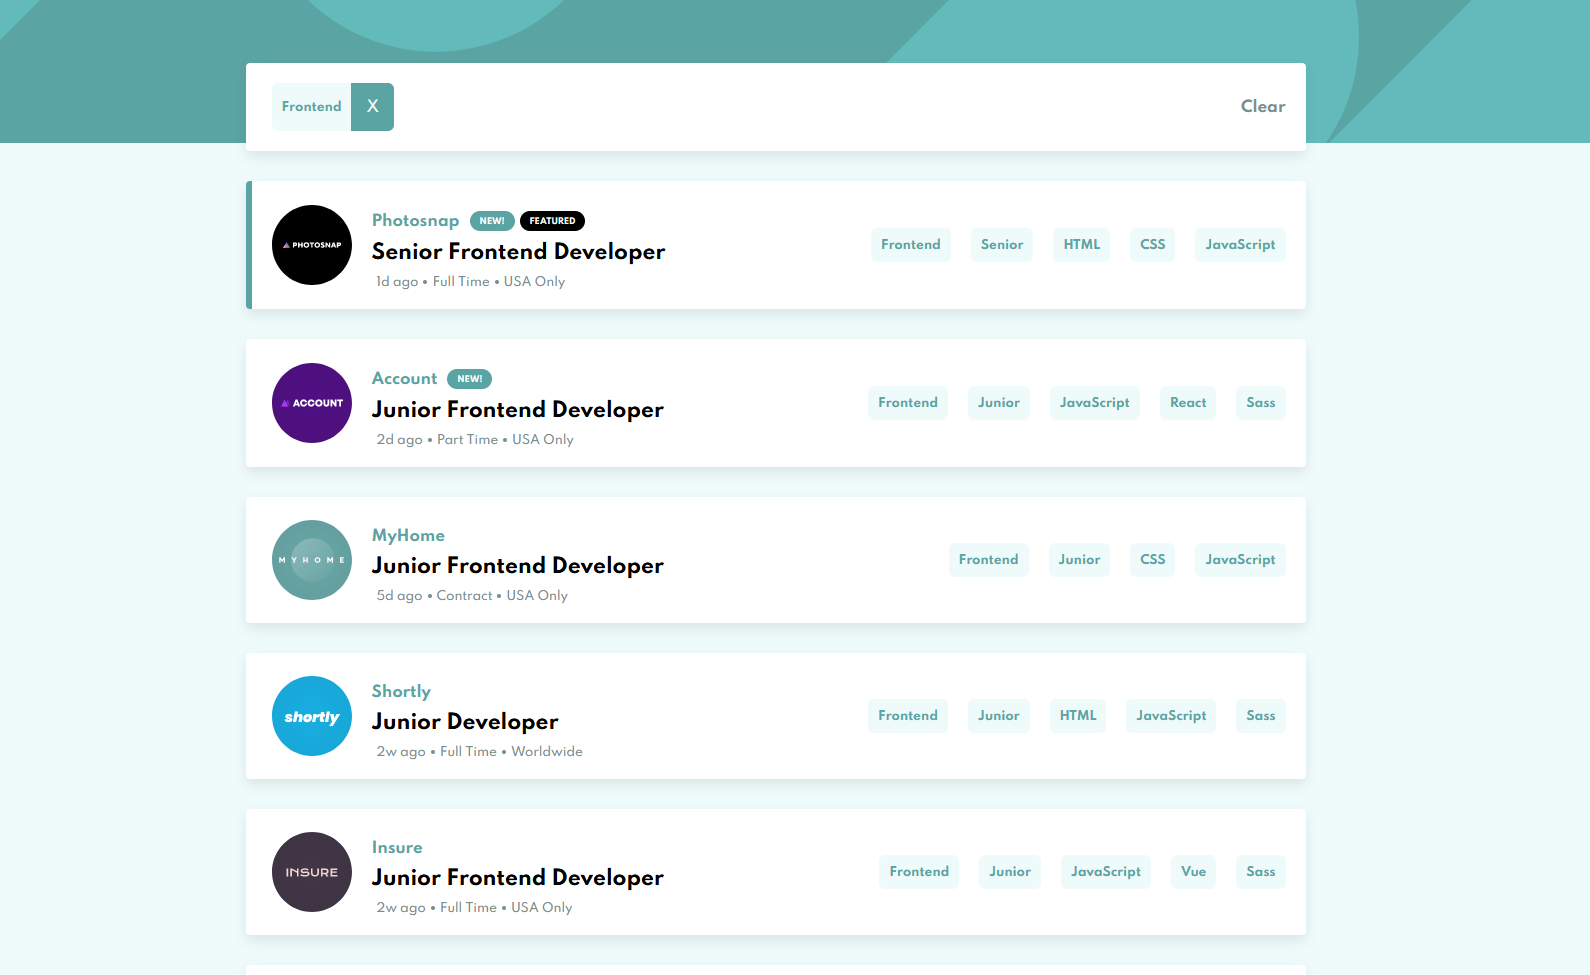 Frontend X Clear
PHOTOSNAP
Photosnap NEW! FEATURED
Senior Frontend Developer
1d ago • Full Time • USA Only
Frontend Senior HTML CSS JavaScript
ACCOUNT
Account NEW!
Junior Frontend Developer
2d ago • Part Time • USA Only
Frontend Junior JavaScript React Sass
MYHOME
MyHome
Junior Frontend Developer
5d ago • Contract • USA Only
Frontend Junior CSS JavaScript
shortly
Shortly
Junior Developer
2w ago • Full Time • Worldwide
Frontend Junior HTML JavaScript Sass
INSURE
Insure
Junior Frontend Developer
2w ago • Full Time • USA Only
Frontend Junior JavaScript Vue Sass